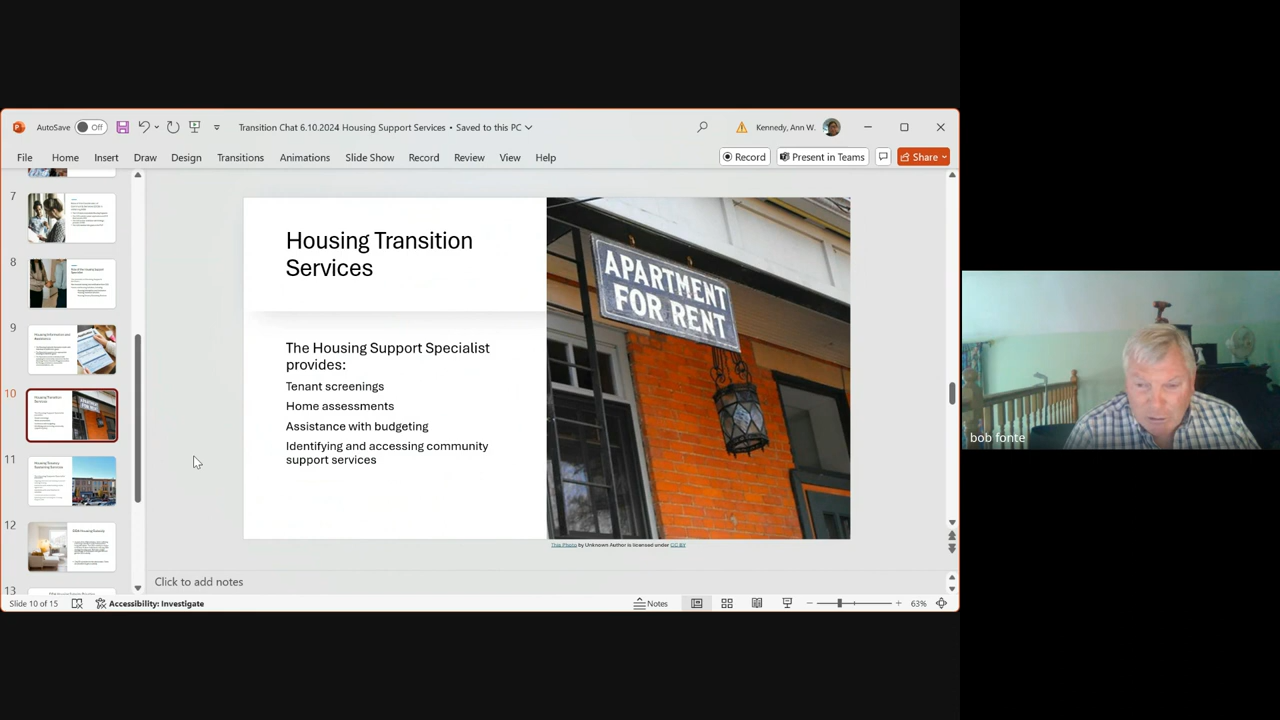 AutoSave Off
Transition Chat 6.10.2024 Housing Support Services • Saved to this PC
Kennedy, Ann W.
File Home Insert Draw Design Transitions Animations Slide Show Record Review View Help
Record Present in Teams Share
7
8
9
10
11
12
13
Housing Transition
Services
The Housing Support Specialist
provides:
Tenant screenings
Home assessments
Assistance with budgeting
Identifying and accessing community
support services
APARTMENT
FOR RENT
This Photo by Unknown Author is licensed under CC BY
bob fonte
Click to add notes
Slide 10 of 15 Accessibility: Investigate Notes 63%